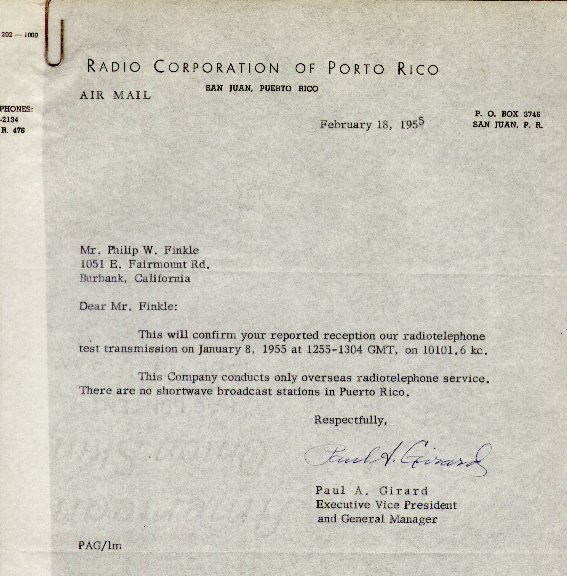 202 — 1000
RADIO CORPORATION OF PORTO RICO
SAN JUAN, PUERTO RICO
AIR MAIL
PHONES:
-2134
R. 476
P. O. BOX 3746
SAN JUAN, P. R.
February 18, 1955
Mr. Philip W. Finkle
1051 E. Fairmount Rd.
Burbank, California
Dear Mr. Finkle:
This will confirm your reported reception our radiotelephone
test transmission on January 8, 1955 at 1255-1304 GMT, on 10101.6 kc.
This Company conducts only overseas radiotelephone service.
There are no shortwave broadcast stations in Puerto Rico.
Respectfully,
Paul A. Girard
Paul A. Girard
Executive Vice President
and General Manager
PAG/lm